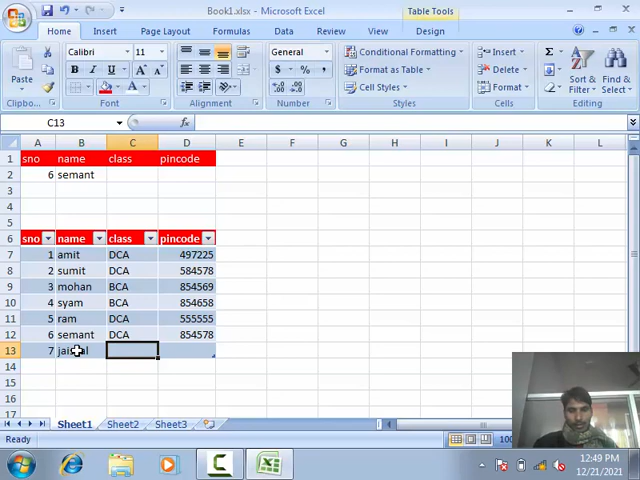 Book1.xlsx - Microsoft Excel
Table Tools
Home Insert Page Layout Formulas Data Review View Design
Calibri 11 General
Paste B I U A A $ % , Conditional Formatting Format as Table Cell Styles Insert Delete Format Σ Sort & Filter Find & Select
Clipboard... Font Alignment Number Styles Cells Editing
C13 fx
A B C D E F G H I J K L
1 sno name class pincode
2 6 semant
3
4
5
6 sno name class pincode
7 1 amit DCA 497225
8 2 sumit DCA 584578
9 3 mohan BCA 854569
10 4 syam BCA 854658
11 5 ram DCA 555555
12 6 semant DCA 854578
13 7
14
15
16
17
Sheet1 Sheet2 Sheet3
Ready
12:49 PM
12/21/2021